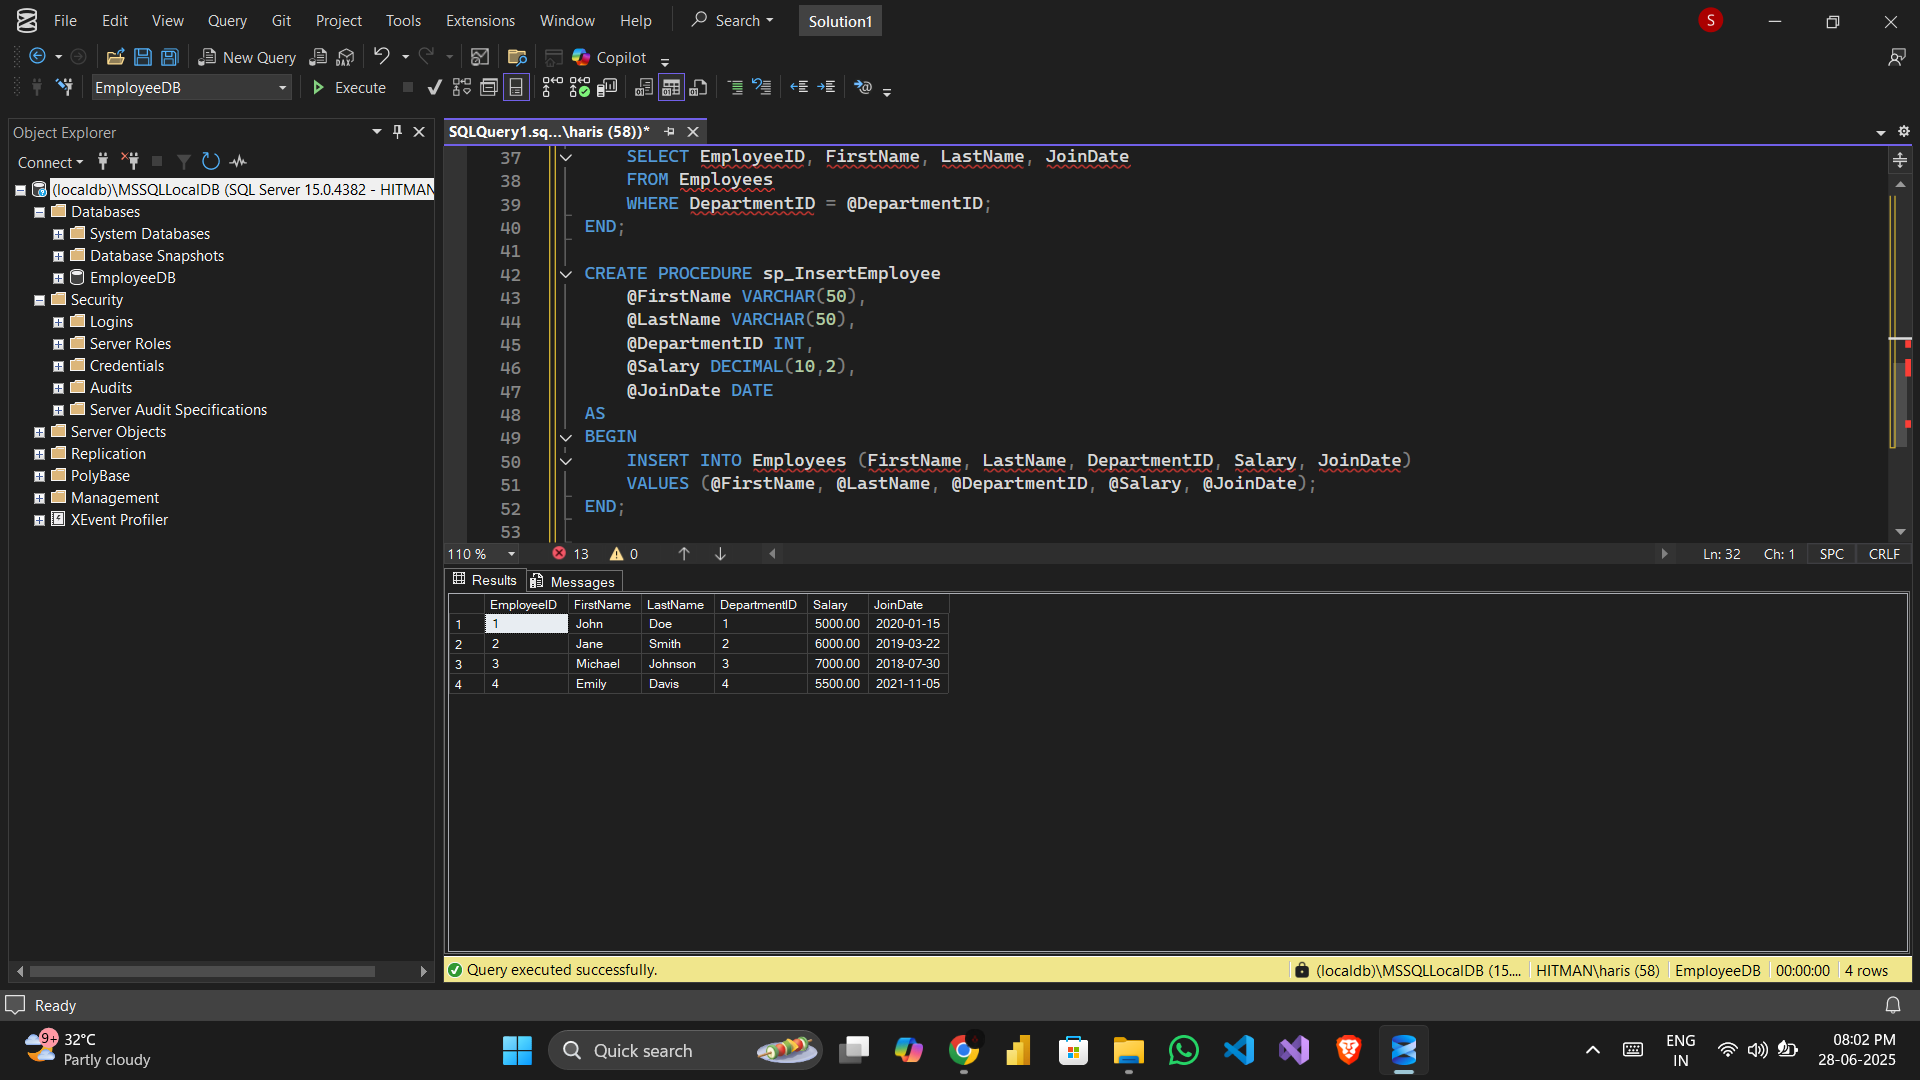 File Edit View Query Git Project Tools Extensions Window Help Search Solution1 S
New Query DAX Copilot
EmployeeDB Execute
Object Explorer
Connect
(localdb)\MSSQLLocalDB (SQL Server 15.0.4382 - HITMAN
Databases
System Databases
Database Snapshots
EmployeeDB
Security
Logins
Server Roles
Credentials
Audits
Server Audit Specifications
Server Objects
Replication
PolyBase
Management
XEvent Profiler
SQLQuery1.sq...\haris (58))*
37 SELECT EmployeeID, FirstName, LastName, JoinDate
38 FROM Employees
39 WHERE DepartmentID = @DepartmentID;
40 END;
41
42 CREATE PROCEDURE sp_InsertEmployee
43 @FirstName VARCHAR(50),
44 @LastName VARCHAR(50),
45 @DepartmentID INT,
46 @Salary DECIMAL(10,2),
47 @JoinDate DATE
48 AS
49 BEGIN
50 INSERT INTO Employees (FirstName, LastName, DepartmentID, Salary, JoinDate)
51 VALUES (@FirstName, @LastName, @DepartmentID, @Salary, @JoinDate);
52 END;
53
110 % 13 0 Ln: 32 Ch: 1 SPC CRLF
Results Messages
EmployeeID FirstName LastName DepartmentID Salary JoinDate
1 1 John Doe 1 5000.00 2020-01-15
2 2 Jane Smith 2 6000.00 2019-03-22
3 3 Michael Johnson 3 7000.00 2018-07-30
4 4 Emily Davis 4 5500.00 2021-11-05
Query executed successfully. (localdb)\MSSQLLocalDB (15.... HITMAN\haris (58) EmployeeDB 00:00:00 4 rows
Ready
9+ 32°C
Partly cloudy
Quick search
ENG
IN
08:02 PM
28-06-2025